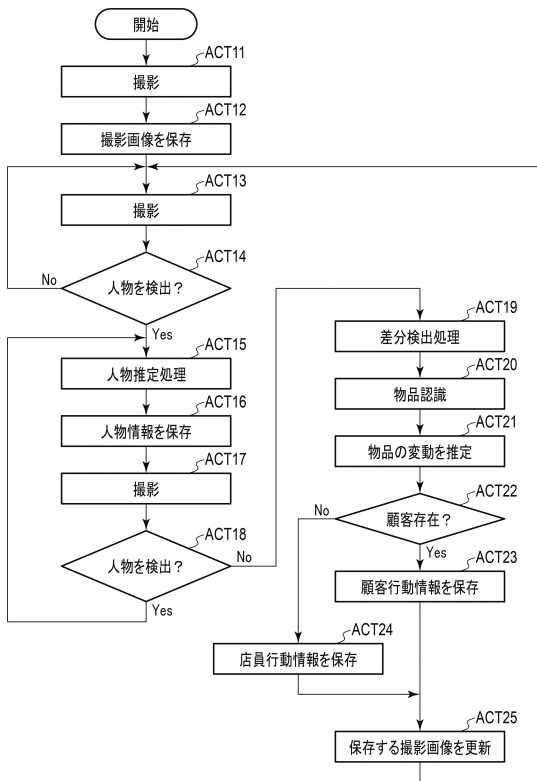 開始
ACT11
撮影
ACT12
撮影画像を保存
ACT13
撮影
ACT14
人物を検出？
No
Yes
ACT15
人物推定処理
ACT16
人物情報を保存
ACT17
撮影
ACT18
人物を検出？
No
Yes
ACT19
差分検出処理
ACT20
物品認識
ACT21
物品の変動を推定
ACT22
顧客存在？
No
Yes
ACT23
顧客行動情報を保存
ACT24
店員行動情報を保存
ACT25
保存する撮影画像を更新